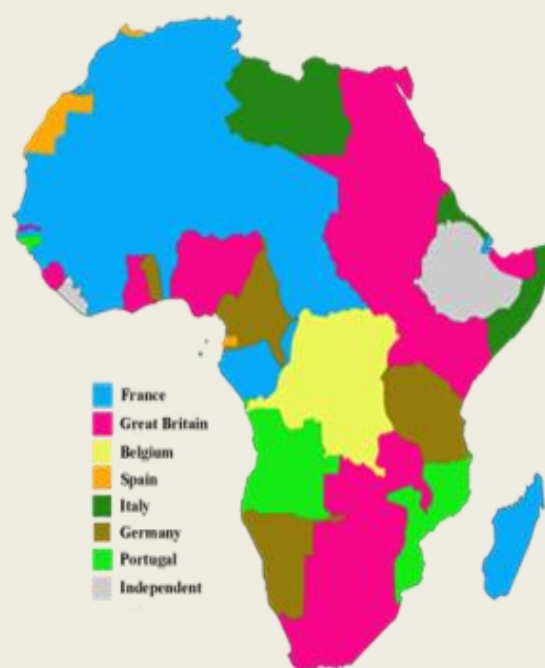 France
Great Britain
Belgium
Spain
Italy
Germany
Portugal
Independent